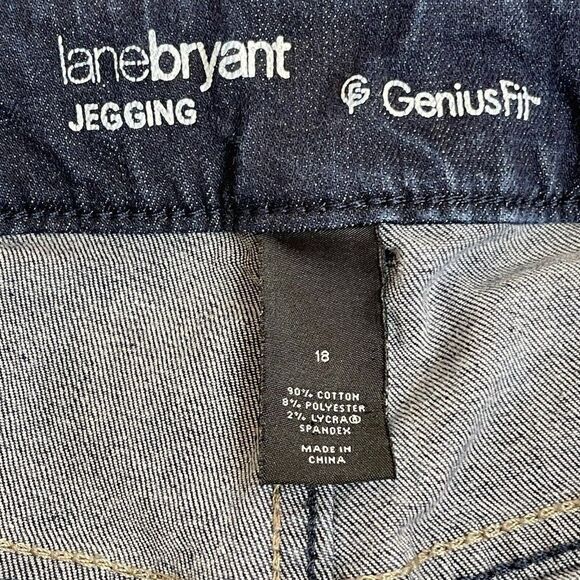 lanebryant
JEGGING
GeniusFit
18
90% COTTON
8% POLYESTER
2% LYCRA®
SPANDEX
MADE IN
CHINA